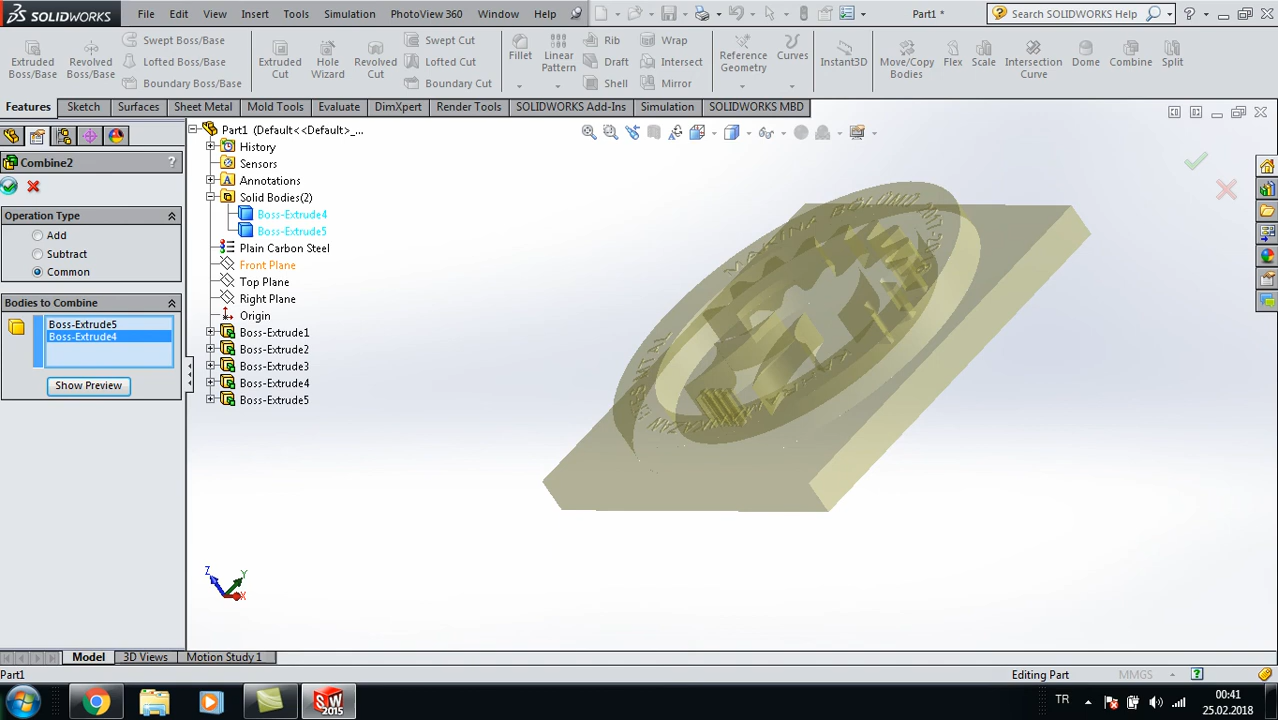 SOLIDWORKS File Edit View Insert Tools Simulation PhotoView 360 Window Help Part1 * Search SOLIDWORKS Help
Extruded Boss/Base Revolved Boss/Base Swept Boss/Base Lofted Boss/Base Boundary Boss/Base Extruded Cut Hole Wizard Revolved Cut Swept Cut Lofted Cut Boundary Cut Fillet Linear Pattern Rib Draft Shell Wrap Intersect Mirror Reference Geometry Curves Instant3D Move/Copy Bodies Flex Scale Intersection Curve Dome Combine Split
Features Sketch Surfaces Sheet Metal Mold Tools Evaluate DimXpert Render Tools SOLIDWORKS Add-Ins Simulation SOLIDWORKS MBD
Combine2 ?
Operation Type
Add
Subtract
Common
Bodies to Combine
Boss-Extrude5
Boss-Extrude4
Show Preview
Part1 (Default<<Default>_...
History
Sensors
Annotations
Solid Bodies(2)
Boss-Extrude4
Boss-Extrude5
Plain Carbon Steel
Front Plane
Top Plane
Right Plane
Origin
Boss-Extrude1
Boss-Extrude2
Boss-Extrude3
Boss-Extrude4
Boss-Extrude5
MAKINA BÖLÜMÜ
Z Y X
Model 3D Views Motion Study 1
Part1 Editing Part MMGS
SW 2015 TR 00:41
25.02.2018